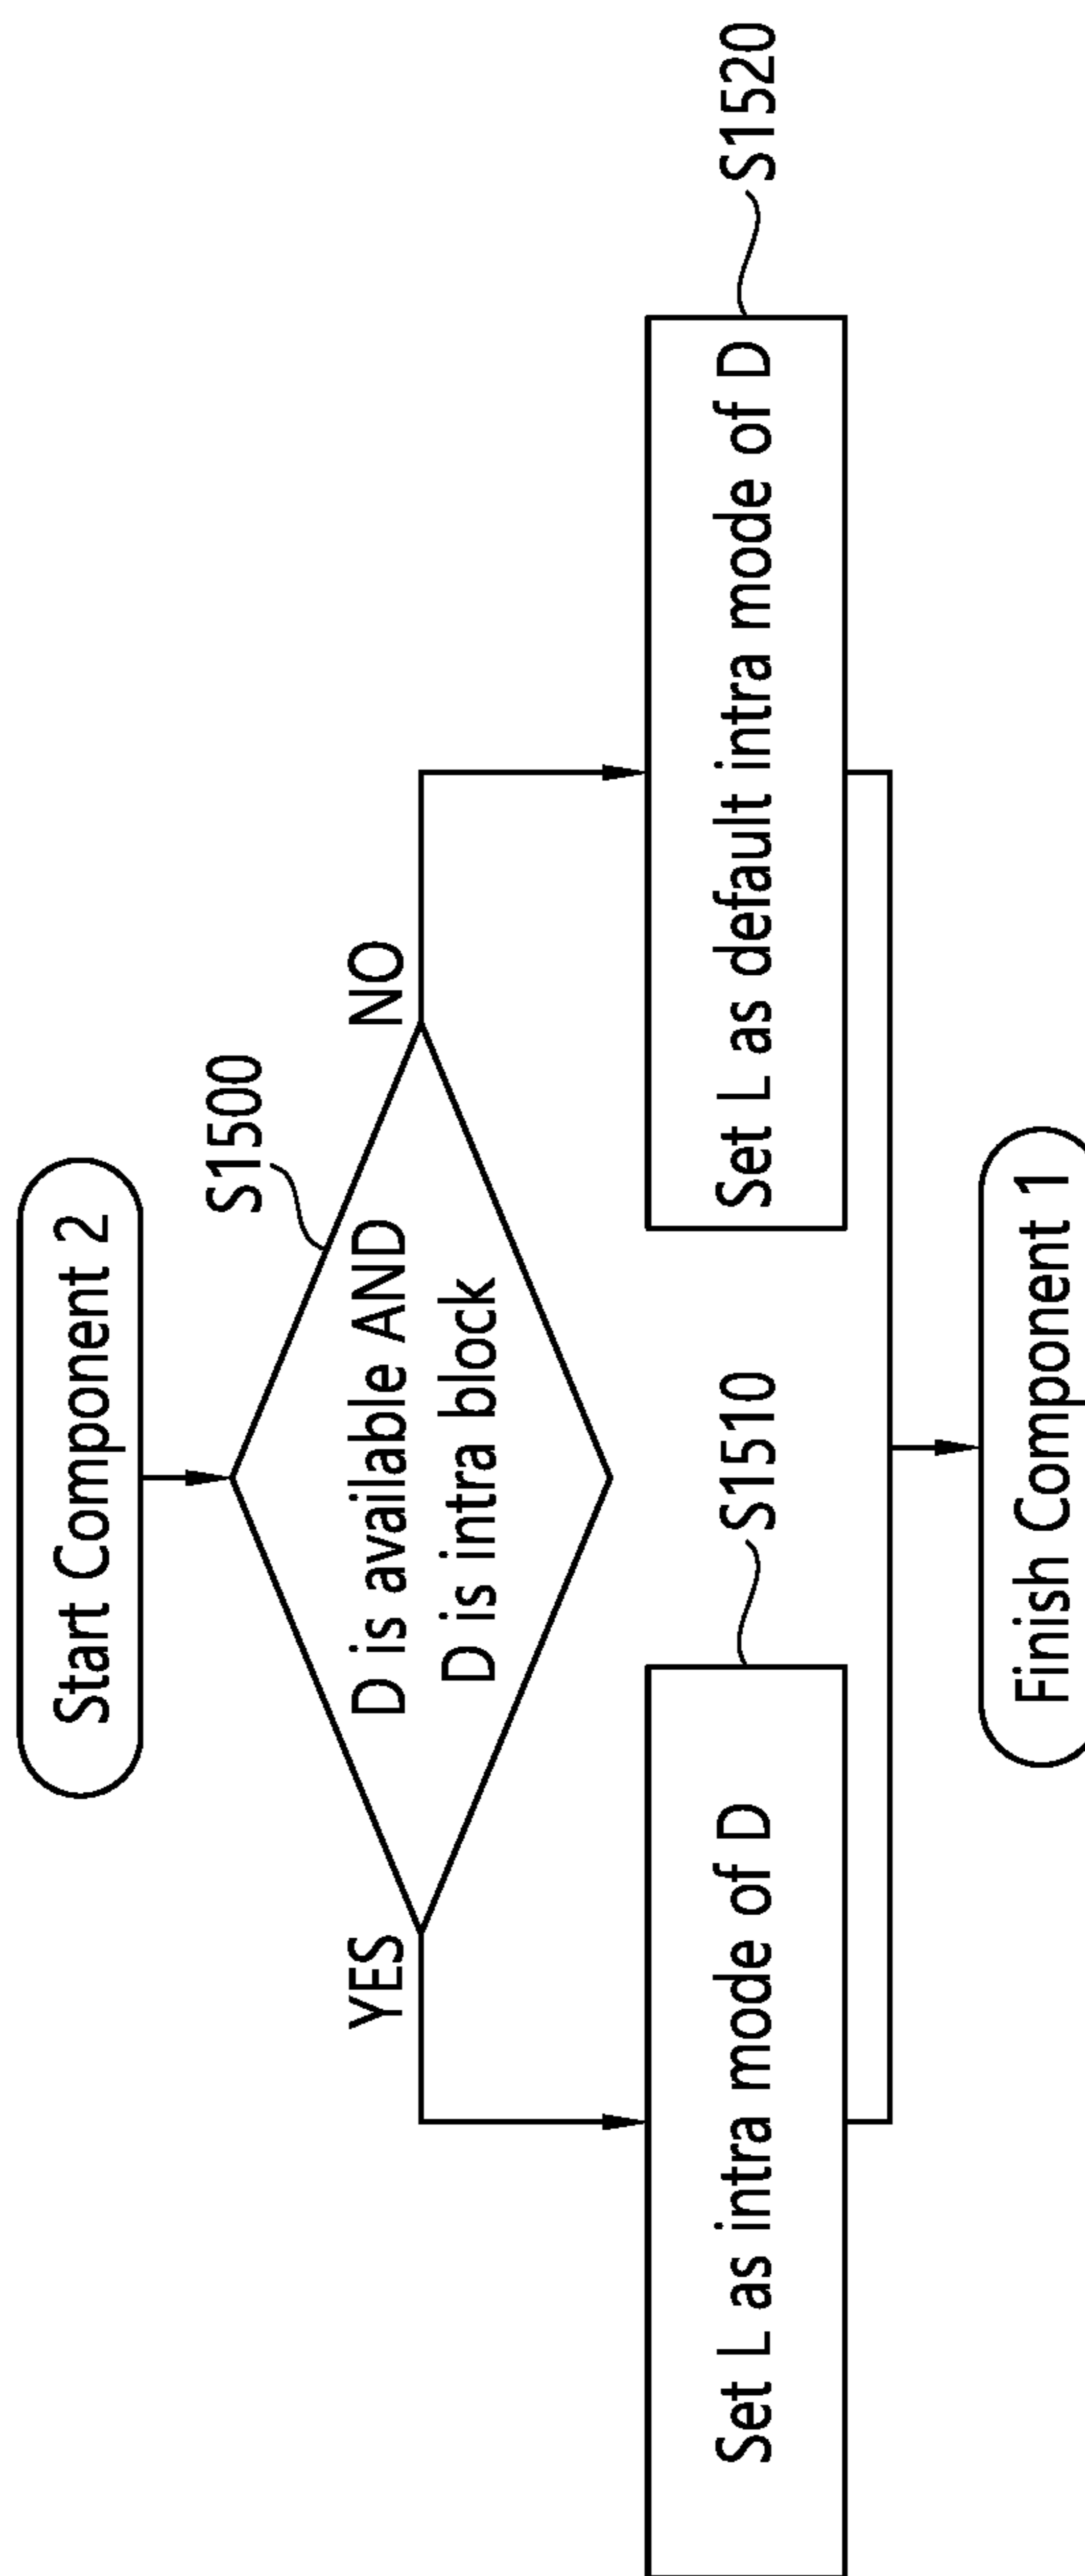 Start Component 2
S1500
D is available AND
D is intra block
YES
NO
Set L as intra mode of D
S1510
Set L as default intra mode of D
S1520
Finish Component 1